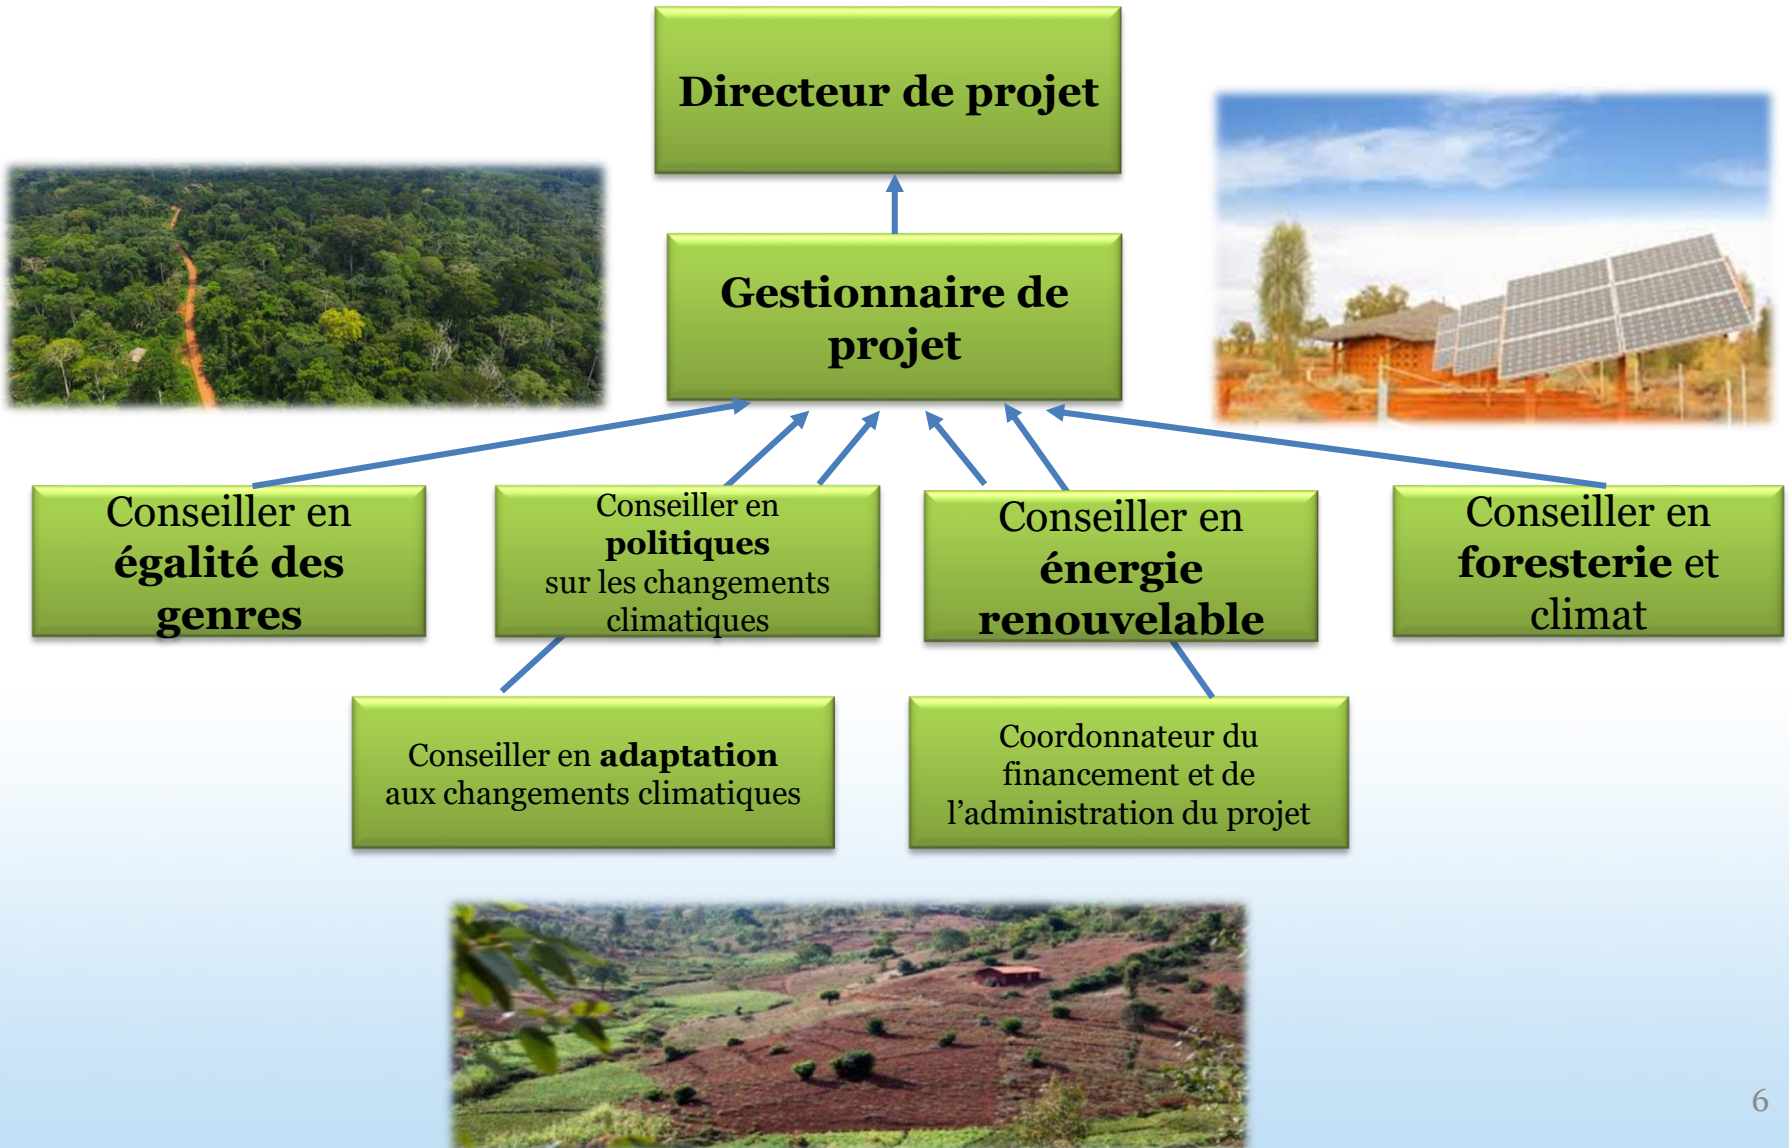 Directeur de projet
Gestionnaire de
projet
Conseiller en
égalité des
genres
Conseiller en
politiques
sur les changements
climatiques
Conseiller en
énergie
renouvelable
Conseiller en
foresterie et
climat
Conseiller en adaptation
aux changements climatiques
Coordonnateur du
financement et de
l’administration du projet
6